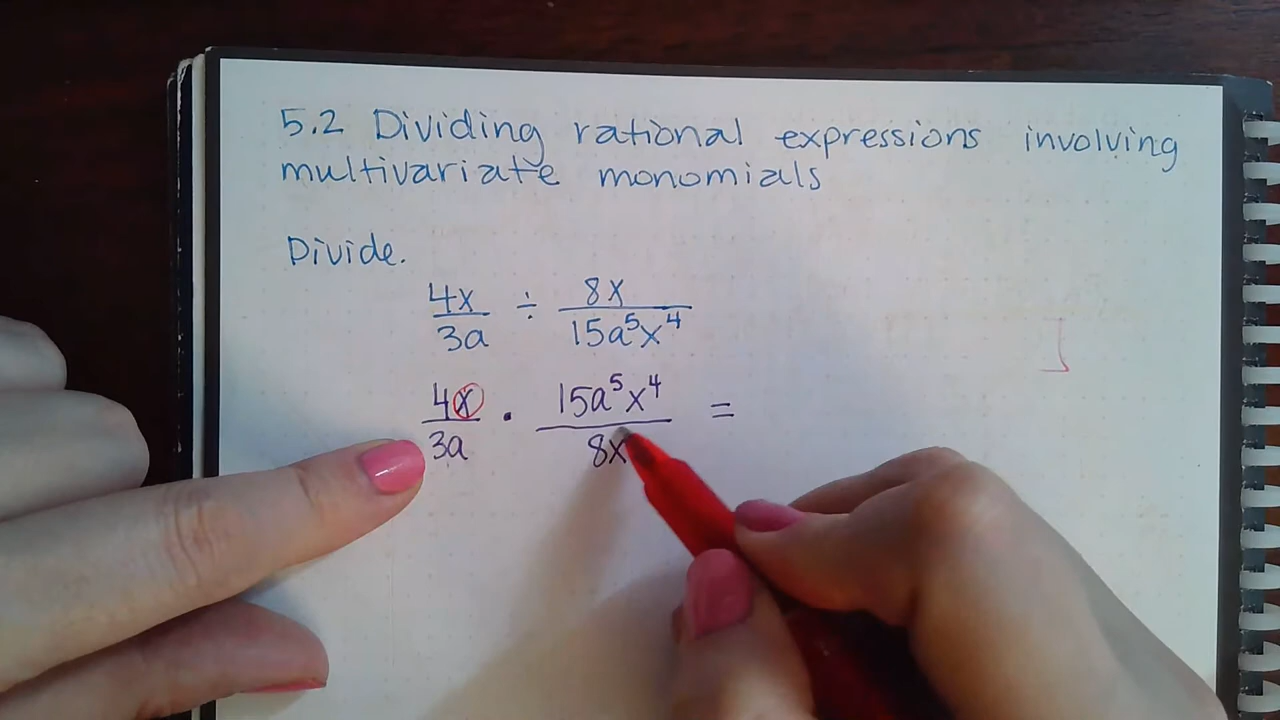 5.2 Dividing rational expressions involving
multivariate monomials
Divide.
4x/3a ÷ 8x/15a⁵x⁴
4x/3a · 15a⁵x⁴/8x =